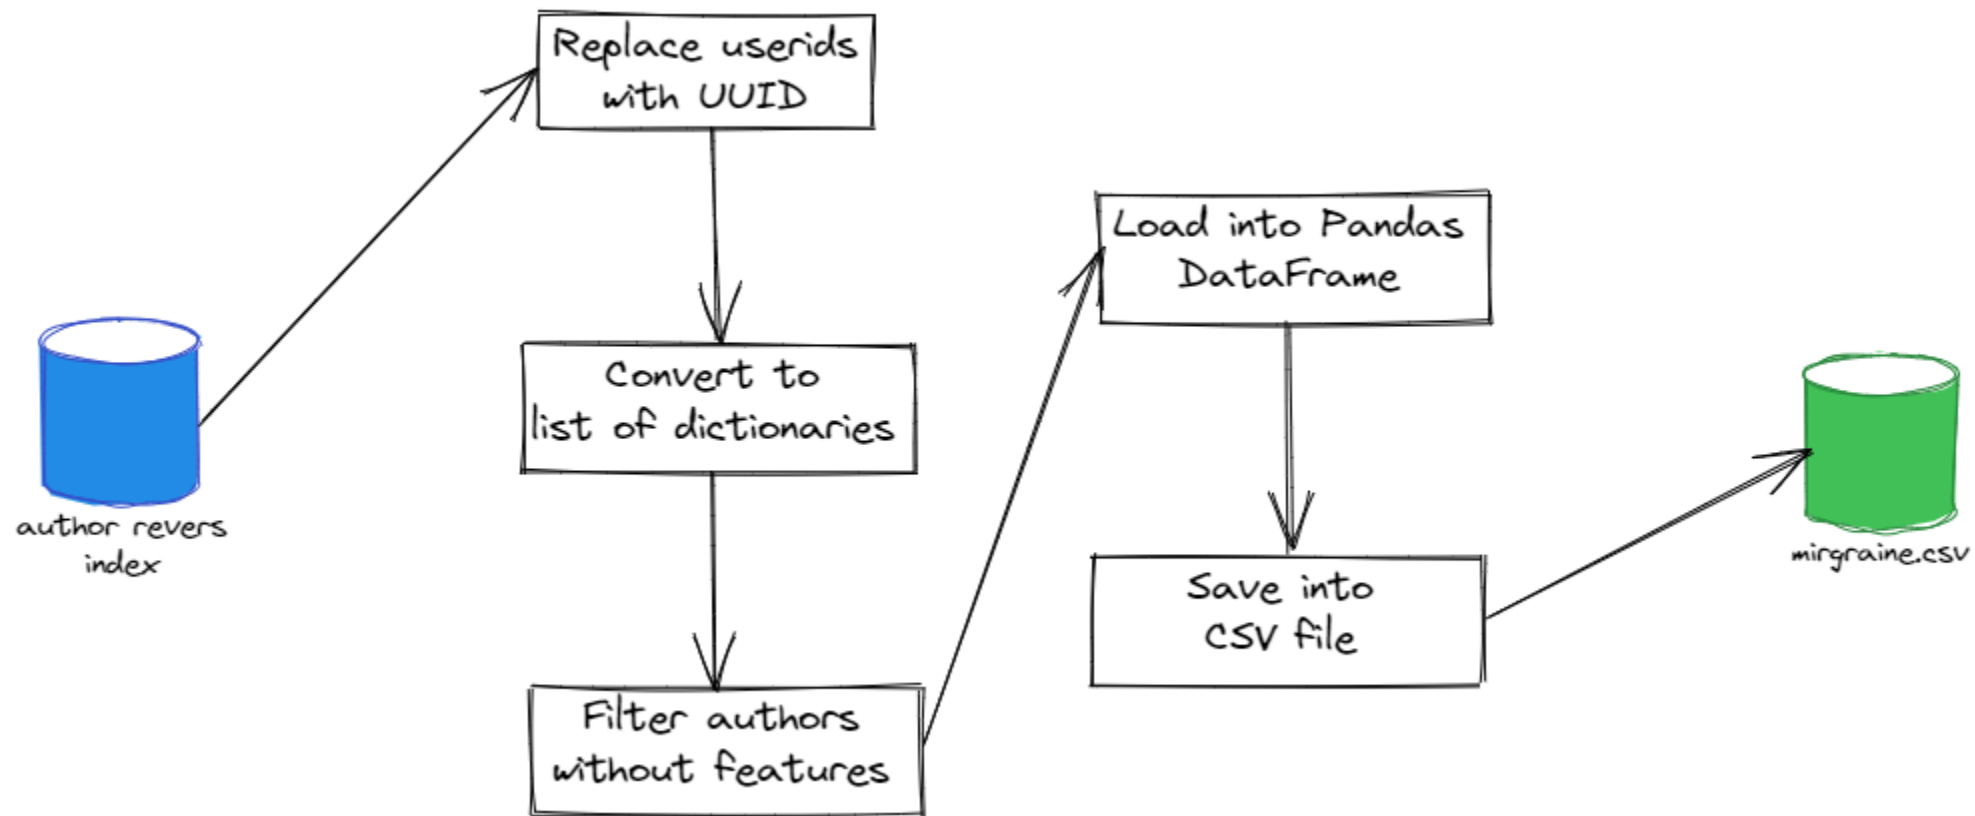 Replace userids
with UUID
Convert to
list of dictionaries
Filter authors
without features
Load into Pandas
DataFrame
Save into
CSV file
author revers
index
mirgraine.csv